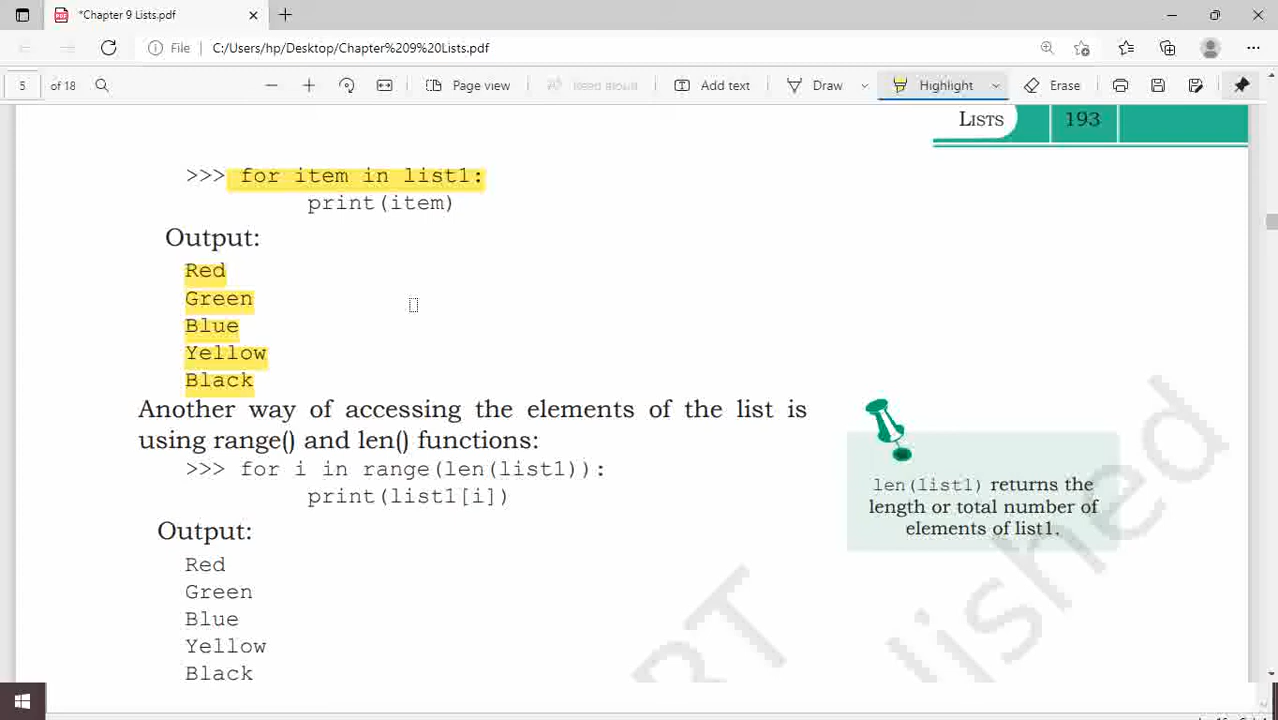 *Chapter 9 Lists.pdf
File C:/Users/hp/Desktop/Chapter%209%20Lists.pdf
5 of 18 Page view Read aloud Add text Draw Highlight Erase
LISTS 193
>>> for item in list1:
print(item)
Output:
Red
Green
Blue
Yellow
Black
Another way of accessing the elements of the list is
using range() and len() functions:
>>> for i in range(len(list1)):
print(list1[i])
Output:
Red
Green
Blue
Yellow
Black
len(list1) returns the
length or total number of
elements of list1.